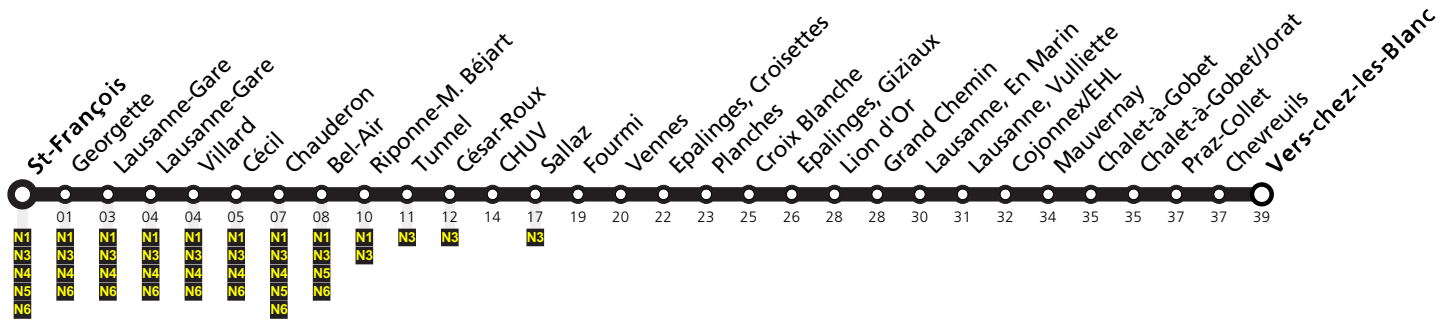 St-François
Georgette
Lausanne-Gare
Lausanne-Gare
Villard
Cécil
Chauderon
Bel-Air
Riponne-M. Béjart
Tunnel
César-Roux
CHUV
Sallaz
Fourmi
Vennes
Epalinges, Croisettes
Planches
Croix Blanche
Epalinges, Giziaux
Lion d'Or
Grand Chemin
Lausanne, En Marin
Lausanne, Vulliette
Cojonnex/EHL
Mauvernay
Chalet-à-Gobet
Chalet-à-Gobet/Jorat
Praz-Collet
Chevreuils
Vers-chez-les-Blanc
01 03 04 04 05 07 08 10 11 12 14 17 19 20 22 23 25 26 28 28 30 31 32 34 35 35 37 37 39
N1 N1 N1 N1 N1 N1 N1 N1 N1 N3 N3 N3
N3 N3 N3 N3 N3 N3 N3 N3 N3
N4 N4 N4 N4 N4 N4 N4 N5
N5 N6 N6 N6 N6 N6 N5 N6
N6 N6